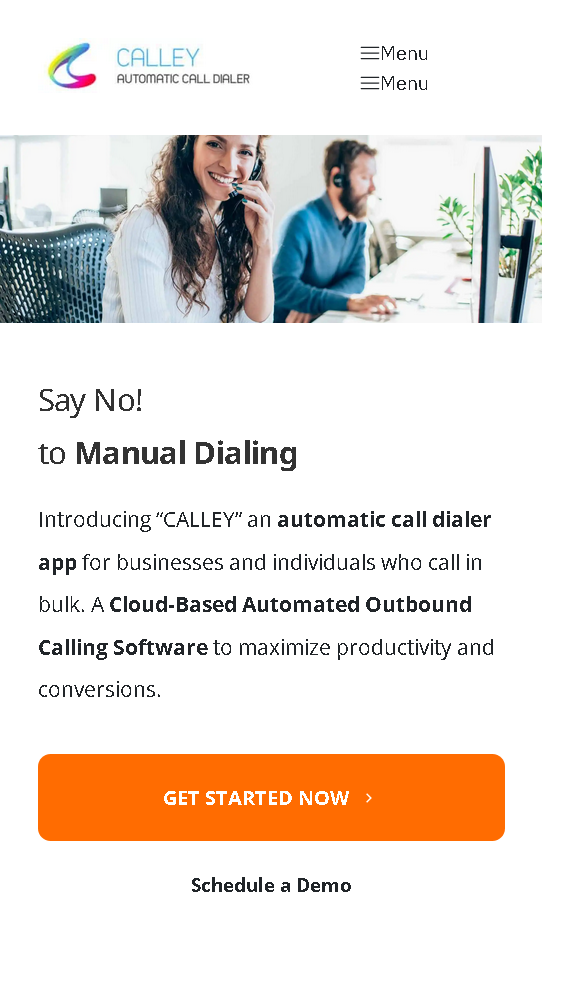 CALLEY
AUTOMATIC CALL DIALER
Menu
Menu
Say No!
to Manual Dialing
Introducing “CALLEY” an automatic call dialer
app for businesses and individuals who call in
bulk. A Cloud-Based Automated Outbound
Calling Software to maximize productivity and
conversions.
GET STARTED NOW
Schedule a Demo